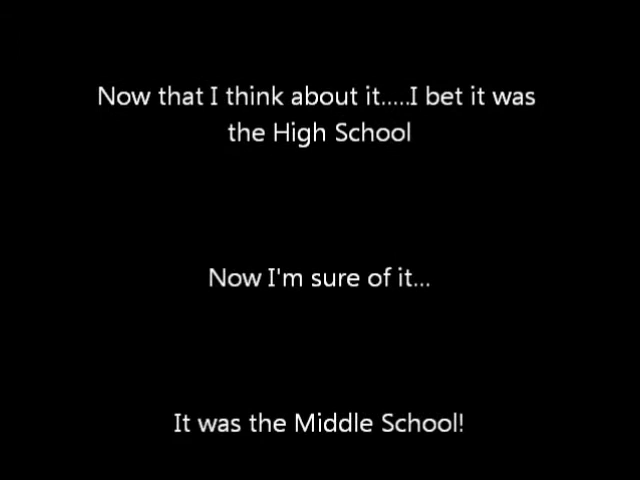 Now that I think about it.....I bet it was
the High School
Now I'm sure of it...
It was the Middle School!